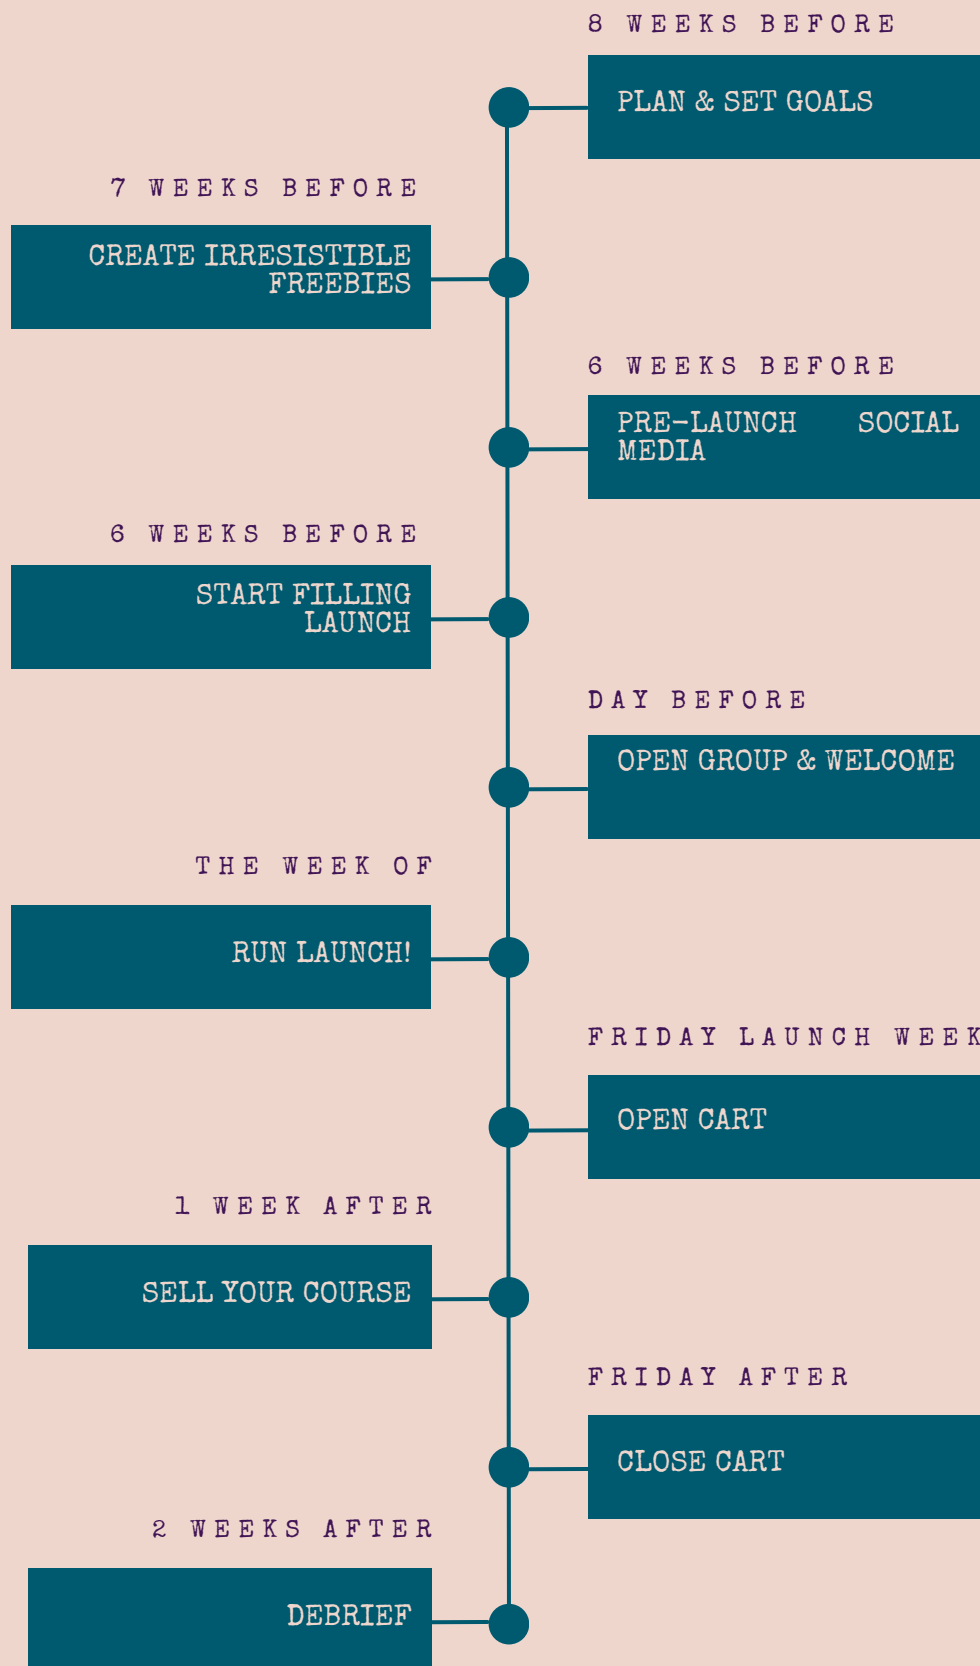 8 WEEKS BEFORE
PLAN & SET GOALS
7 WEEKS BEFORE
CREATE IRRESISTIBLE
FREEBIES
6 WEEKS BEFORE
PRE-LAUNCH SOCIAL
MEDIA
6 WEEKS BEFORE
START FILLING
LAUNCH
DAY BEFORE
OPEN GROUP & WELCOME
THE WEEK OF
RUN LAUNCH!
FRIDAY LAUNCH WEEK
OPEN CART
1 WEEK AFTER
SELL YOUR COURSE
FRIDAY AFTER
CLOSE CART
2 WEEKS AFTER
DEBRIEF